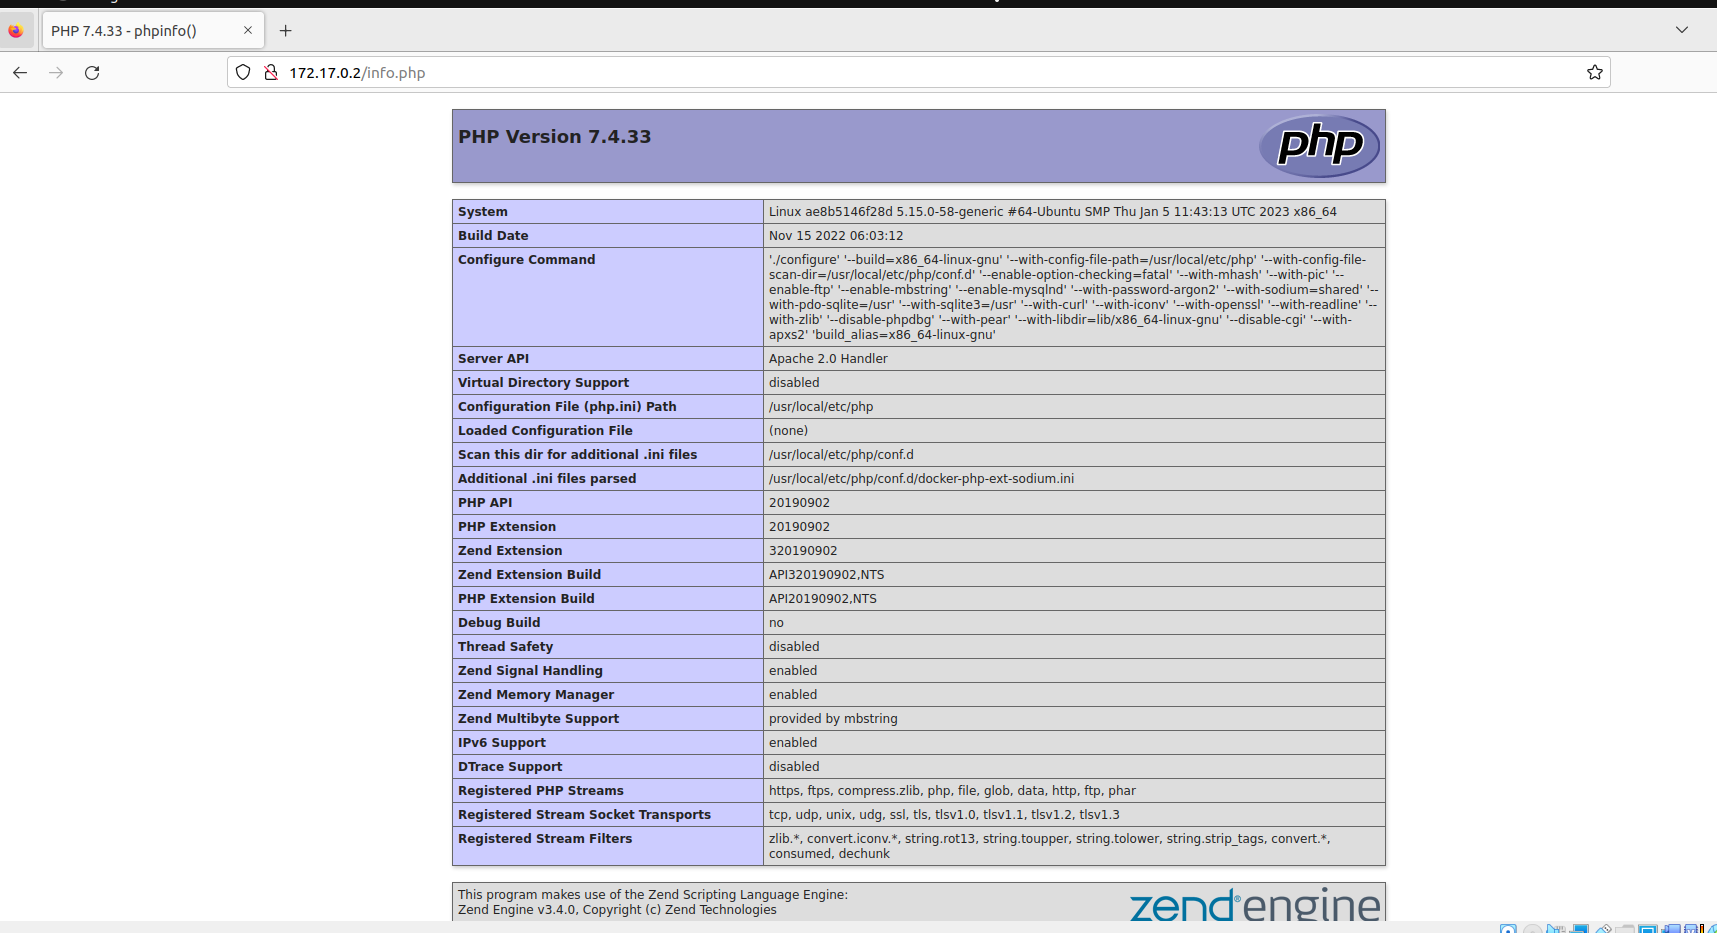 PHP 7.4.33 - phpinfo()
172.17.0.2/info.php
PHP Version 7.4.33
php
System Linux ae8b5146f28d 5.15.0-58-generic #64-Ubuntu SMP Thu Jan 5 11:43:13 UTC 2023 x86_64
Build Date Nov 15 2022 06:03:12
Configure Command './configure' '--build=x86_64-linux-gnu' '--with-config-file-path=/usr/local/etc/php' '--with-config-file-
scan-dir=/usr/local/etc/php/conf.d' '--enable-option-checking=fatal' '--with-mhash' '--with-pic' '--
enable-ftp' '--enable-mbstring' '--enable-mysqlnd' '--with-password-argon2' '--with-sodium=shared' '--
with-pdo-sqlite=/usr' '--with-sqlite3=/usr' '--with-curl' '--with-iconv' '--with-openssl' '--with-readline' '--
with-zlib' '--disable-phpdbg' '--with-pear' '--with-libdir=lib/x86_64-linux-gnu' '--disable-cgi' '--with-
apxs2' 'build_alias=x86_64-linux-gnu'
Server API Apache 2.0 Handler
Virtual Directory Support disabled
Configuration File (php.ini) Path /usr/local/etc/php
Loaded Configuration File (none)
Scan this dir for additional .ini files /usr/local/etc/php/conf.d
Additional .ini files parsed /usr/local/etc/php/conf.d/docker-php-ext-sodium.ini
PHP API 20190902
PHP Extension 20190902
Zend Extension 320190902
Zend Extension Build API320190902,NTS
PHP Extension Build API20190902,NTS
Debug Build no
Thread Safety disabled
Zend Signal Handling enabled
Zend Memory Manager enabled
Zend Multibyte Support provided by mbstring
IPv6 Support enabled
DTrace Support disabled
Registered PHP Streams https, ftps, compress.zlib, php, file, glob, data, http, ftp, phar
Registered Stream Socket Transports tcp, udp, unix, udg, ssl, tls, tlsv1.0, tlsv1.1, tlsv1.2, tlsv1.3
Registered Stream Filters zlib.*, convert.iconv.*, string.rot13, string.toupper, string.tolower, string.strip_tags, convert.*,
consumed, dechunk
This program makes use of the Zend Scripting Language Engine:
Zend Engine v3.4.0, Copyright (c) Zend Technologies
zend® engine